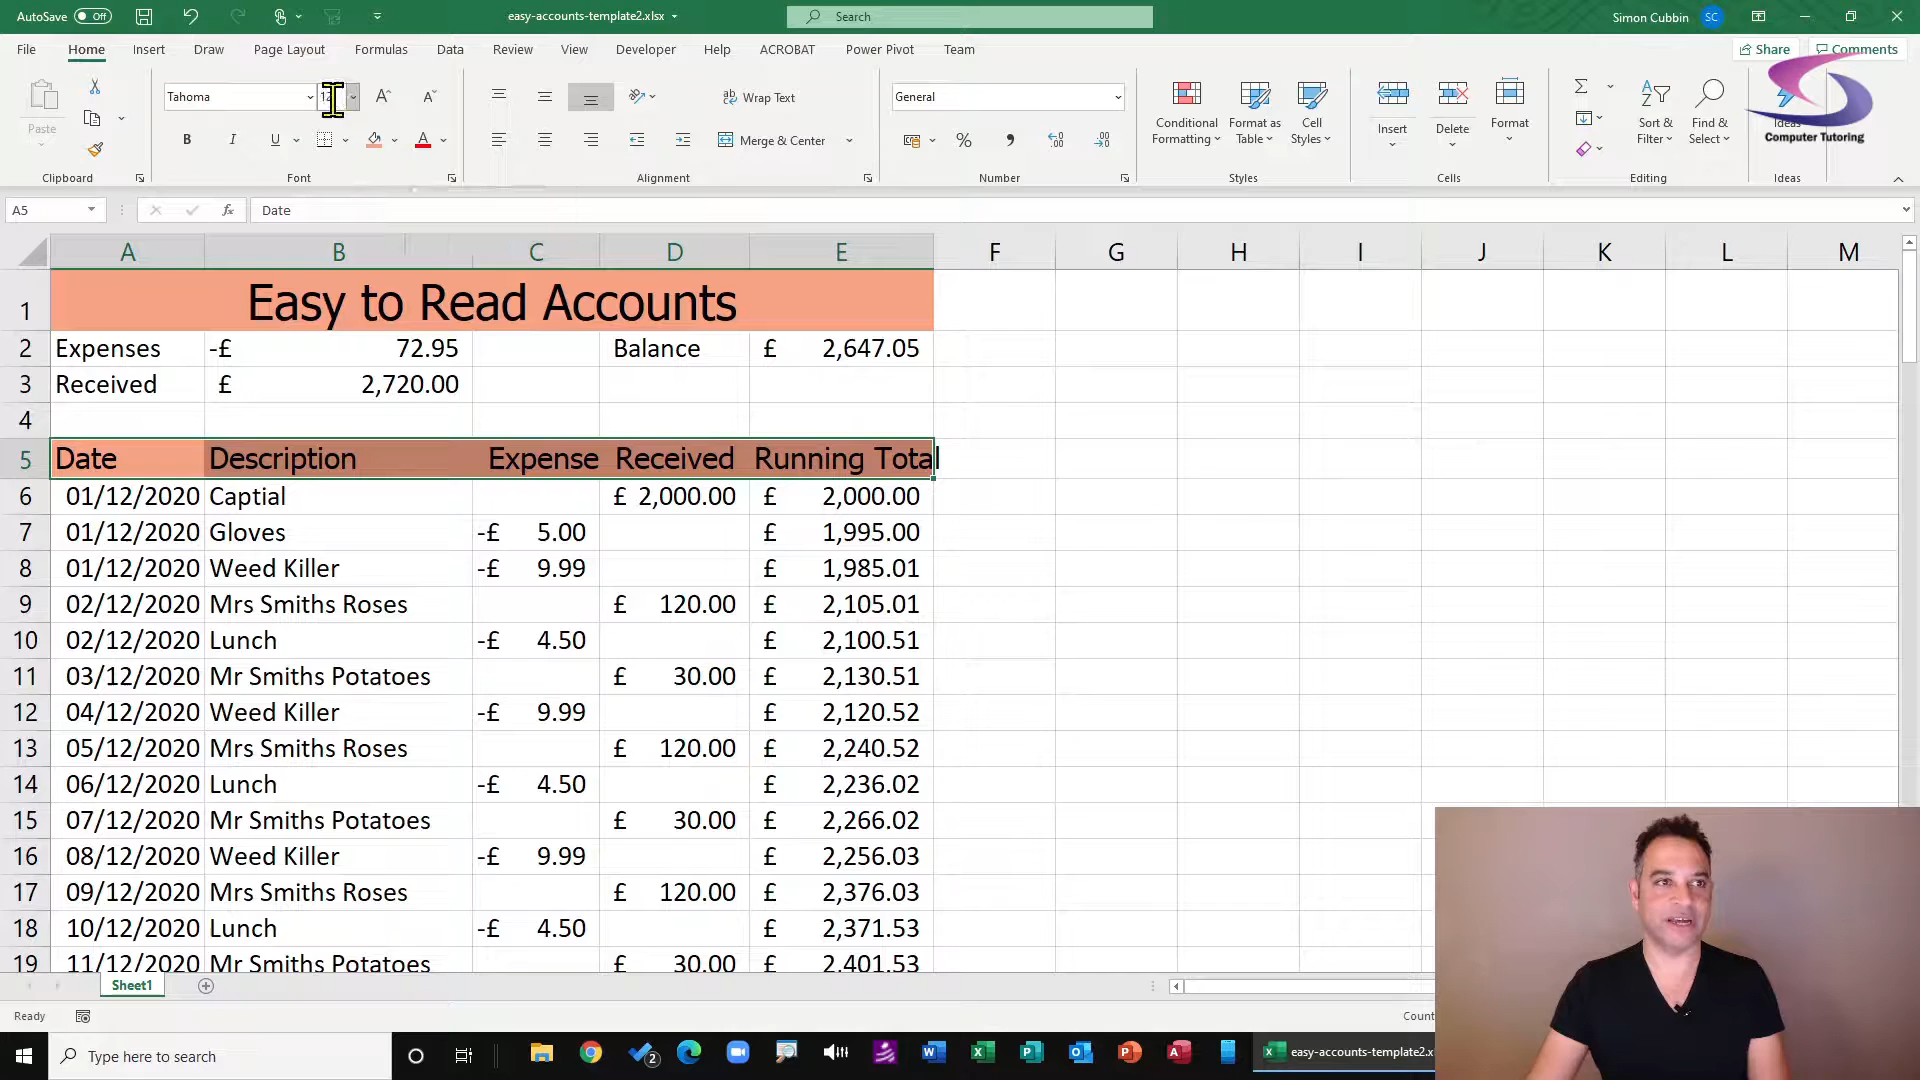 AutoSave Off easy-accounts-template2.xlsx Search Simon Cubbin SC
File Home Insert Draw Page Layout Formulas Data Review View Developer Help ACROBAT Power Pivot Team Share Comments
Tahoma General
Paste Wrap Text Merge & Center
B I U A
Conditional Formatting Format as Table Cell Styles Insert Delete Format Sort & Filter Find & Select Ideas
Computer Tutoring
Clipboard Font Alignment Number Styles Cells Editing Ideas
A5 fx Date
A B C D E F G H I J K L M
1 Easy to Read Accounts
2 Expenses -£ 72.95 Balance £ 2,647.05
3 Received £ 2,720.00
4
5 Date Description Expense Received Running Total
6 01/12/2020 Captial £ 2,000.00 £ 2,000.00
7 01/12/2020 Gloves -£ 5.00 £ 1,995.00
8 01/12/2020 Weed Killer -£ 9.99 £ 1,985.01
9 02/12/2020 Mrs Smiths Roses £ 120.00 £ 2,105.01
10 02/12/2020 Lunch -£ 4.50 £ 2,100.51
11 03/12/2020 Mr Smiths Potatoes £ 30.00 £ 2,130.51
12 04/12/2020 Weed Killer -£ 9.99 £ 2,120.52
13 05/12/2020 Mrs Smiths Roses £ 120.00 £ 2,240.52
14 06/12/2020 Lunch -£ 4.50 £ 2,236.02
15 07/12/2020 Mr Smiths Potatoes £ 30.00 £ 2,266.02
16 08/12/2020 Weed Killer -£ 9.99 £ 2,256.03
17 09/12/2020 Mrs Smiths Roses £ 120.00 £ 2,376.03
18 10/12/2020 Lunch -£ 4.50 £ 2,371.53
19 11/12/2020 Mr Smiths Potatoes £ 30.00 £ 2,401.53
Sheet1
Ready Count
Type here to search 2 easy-accounts-template2.x